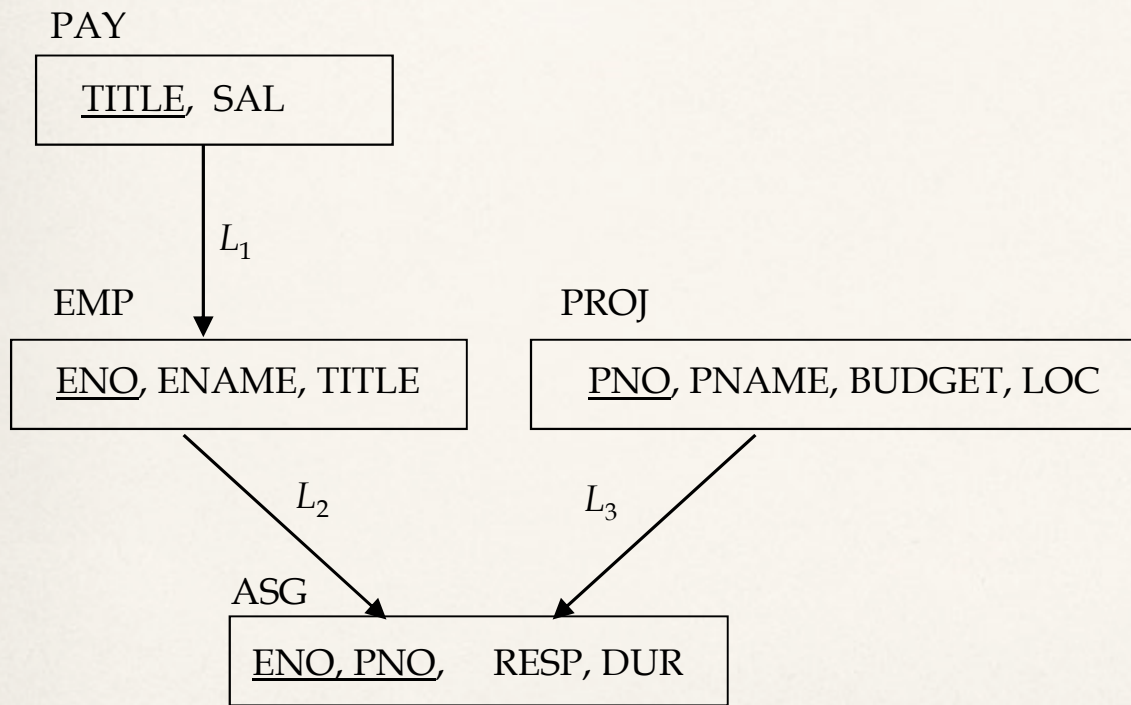 PAY
TITLE, SAL
L1
EMP
PROJ
ENO, ENAME, TITLE
PNO, PNAME, BUDGET, LOC
L2
L3
ASG
ENO, PNO, RESP, DUR